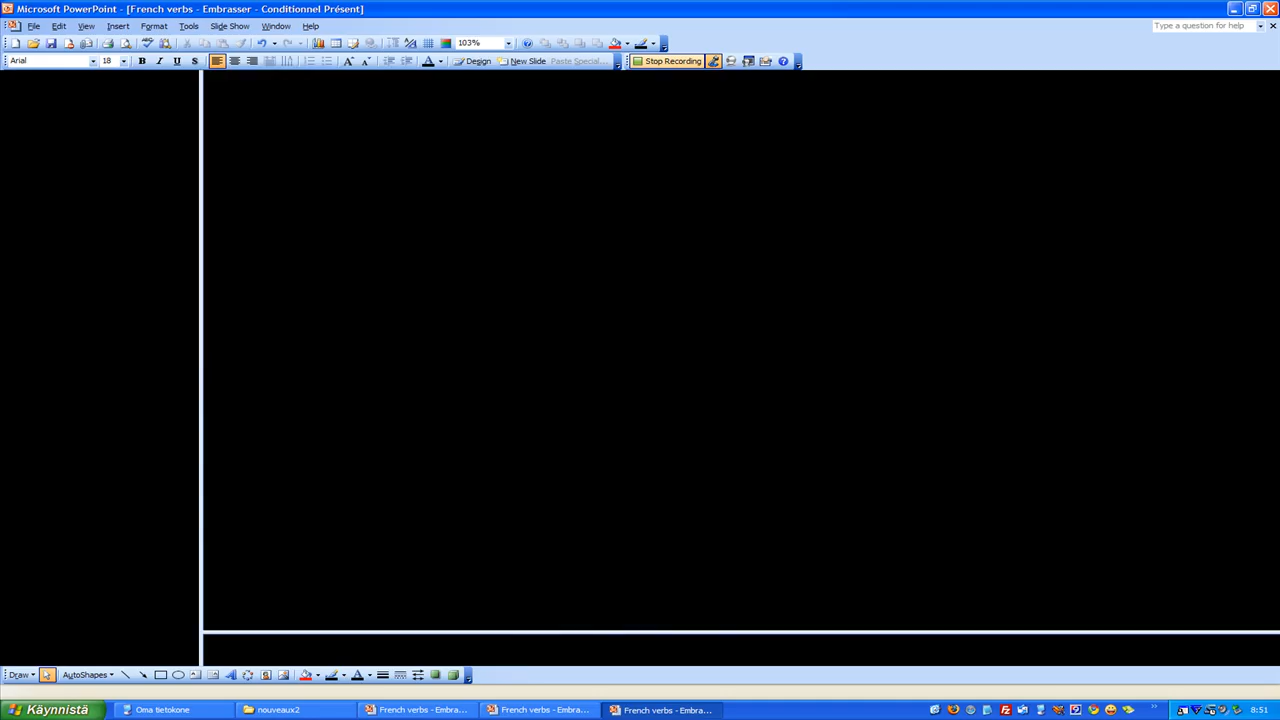 Microsoft PowerPoint - [French verbs - Embrasser - Conditionnel Présent]
File Edit View Insert Format Tools Slide Show Window Help
Type a question for help
103%
Arial 18 B I U S A Design New Slide Paste Special... Stop Recording
Draw AutoShapes
Käynnistä Oma tietokone nouveaux2 French verbs - Embra... French verbs - Embra... French verbs - Embra... 8:51